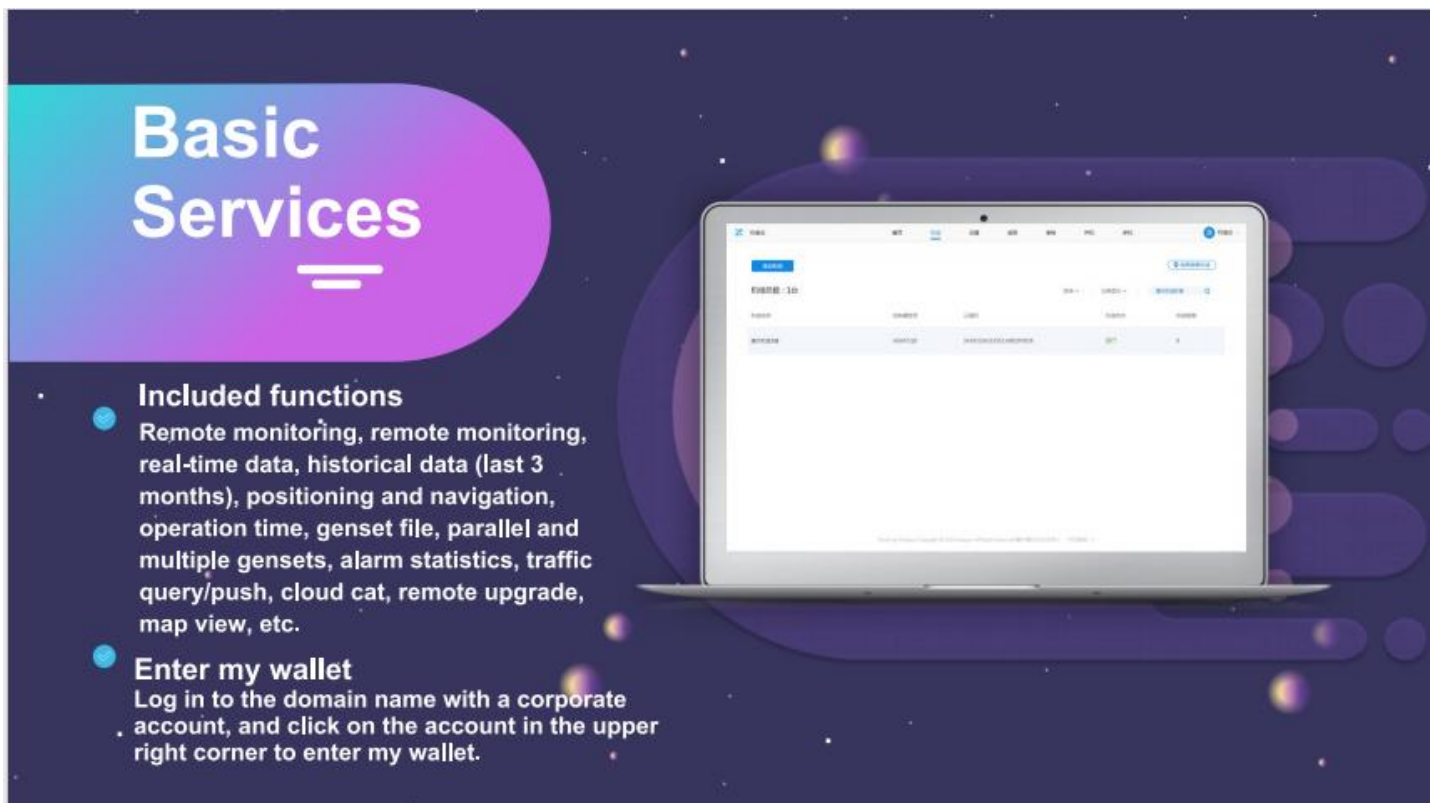 Basic
Services
Included functions
Remote monitoring, remote monitoring,
real-time data, historical data (last 3
months), positioning and navigation,
operation time, genset file, parallel and
multiple gensets, alarm statistics, traffic
query/push, cloud cat, remote upgrade,
map view, etc.
Enter my wallet
Log in to the domain name with a corporate
account, and click on the account in the upper
right corner to enter my wallet.